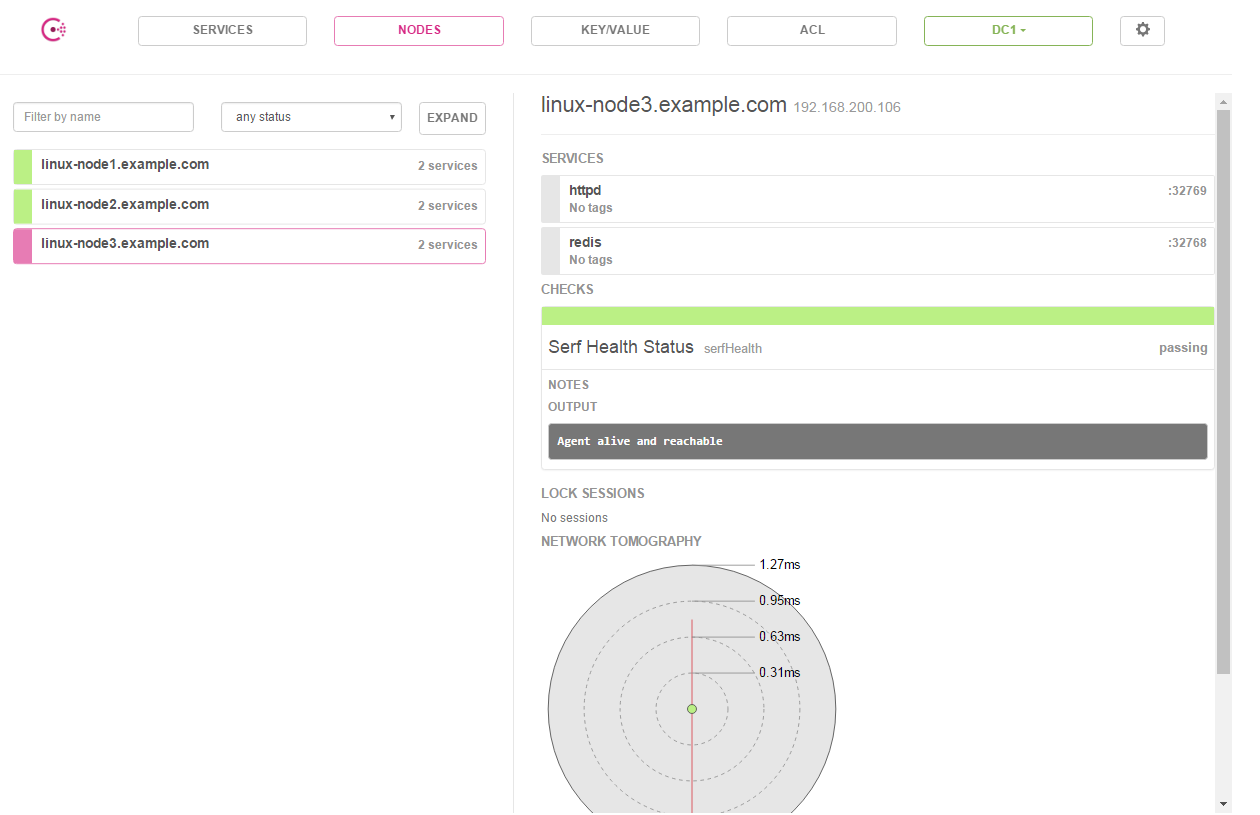 SERVICES NODES KEY/VALUE ACL DC1
Filter by name any status EXPAND
linux-node1.example.com 2 services
linux-node2.example.com 2 services
linux-node3.example.com 2 services
linux-node3.example.com 192.168.200.106
SERVICES
httpd :32769
No tags
redis :32768
No tags
CHECKS
Serf Health Status serfHealth passing
NOTES
OUTPUT
Agent alive and reachable
LOCK SESSIONS
No sessions
NETWORK TOMOGRAPHY
1.27ms
0.95ms
0.63ms
0.31ms